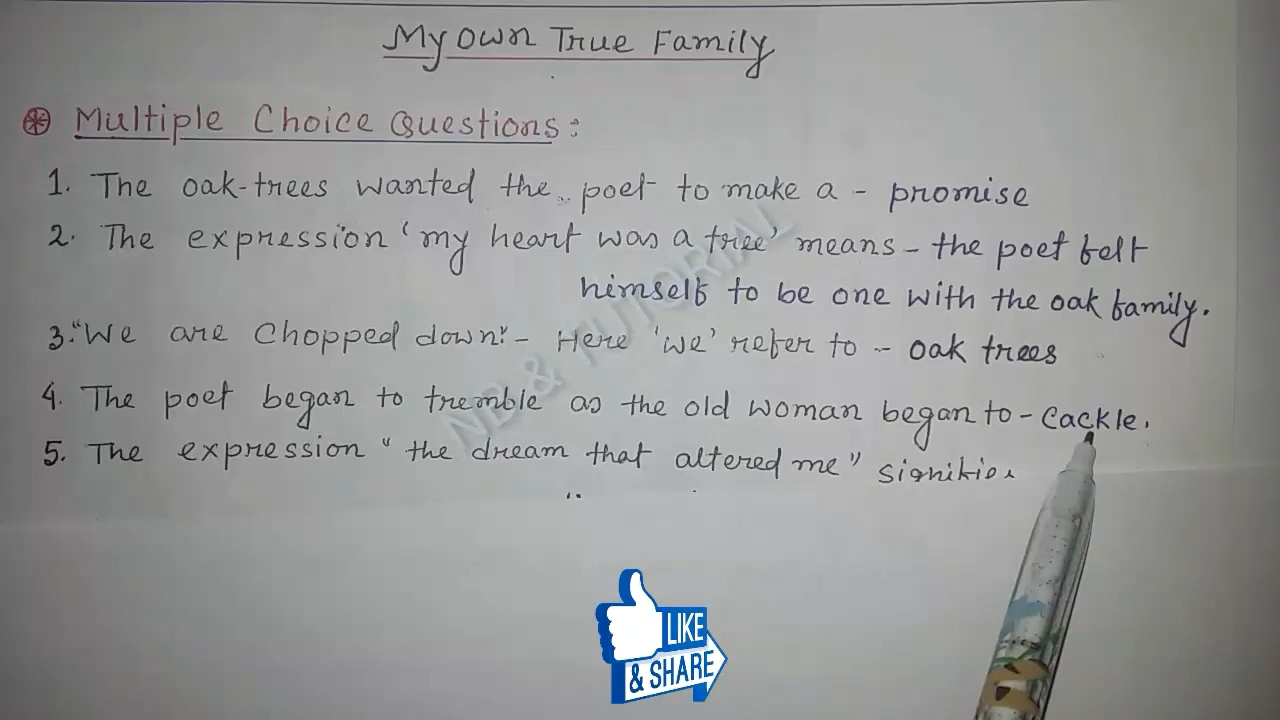 My Own True Family
Multiple Choice Questions:
1. The oak-trees wanted the poet to make a - promise
2. The expression 'my heart was a tree' means - the poet felt
himself to be one with the oak family.
3. "We are Chopped down". - Here 'we' refer to - oak trees
4. The poet began to tremble as the old woman began to - Cackle.
5. The expression "the dream that altered me"
NB & TUTORIAL
LIKE
& SHARE